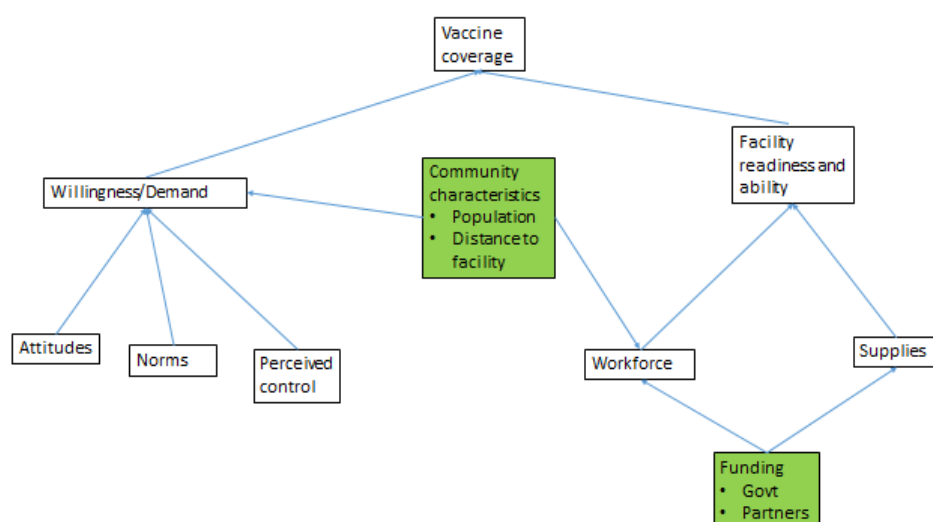 Vaccine
coverage
Facility
readiness and
ability
Community
characteristics
• Population
• Distance to
facility
Willingness/Demand
Attitudes
Norms
Perceived
control
Workforce
Supplies
Funding
• Govt
• Partners